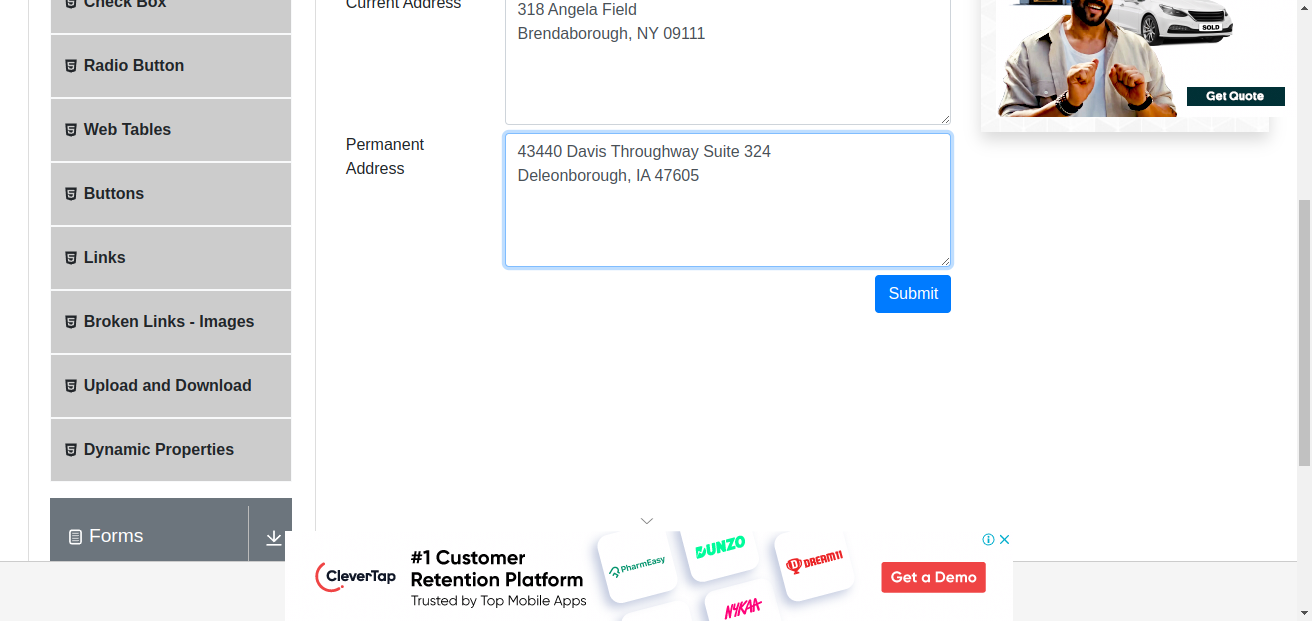 Check Box
Radio Button
Web Tables
Buttons
Links
Broken Links - Images
Upload and Download
Dynamic Properties
Forms
Current Address
318 Angela Field
Brendaborough, NY 09111
Permanent
Address
43440 Davis Throughway Suite 324
Deleonborough, IA 47605
Submit
SOLD
Get Quote
CleverTap
#1 Customer
Retention Platform
Trusted by Top Mobile Apps
PharmEasy
DUNZO
DREAM11
NYKAA
Get a Demo